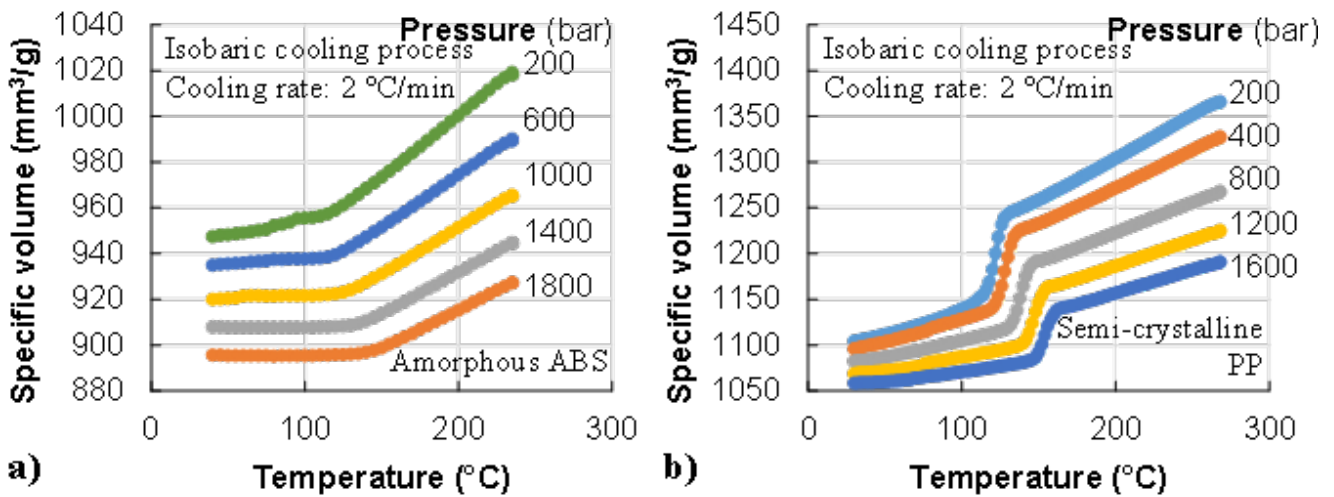 Pressure (bar)
Isobaric cooling process
Cooling rate: 2 °C/min
200
600
1000
1400
1800
Amorphous ABS
1040
1020
1000
980
960
940
920
900
880
Specific volume (mm³/g)
0
100
200
300
Temperature (°C)
a)
Pressure (bar)
Isobaric cooling process
Cooling rate: 2 °C/min
200
400
800
1200
1600
Semi-crystalline
PP
1450
1400
1350
1300
1250
1200
1150
1100
1050
Specific volume (mm³/g)
0
100
200
300
Temperature (°C)
b)